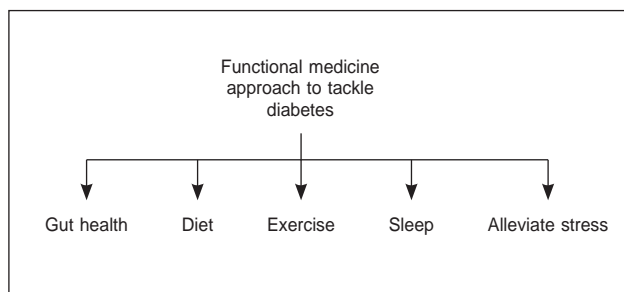 Functional medicine
approach to tackle
diabetes
Gut health
Diet
Exercise
Sleep
Alleviate stress